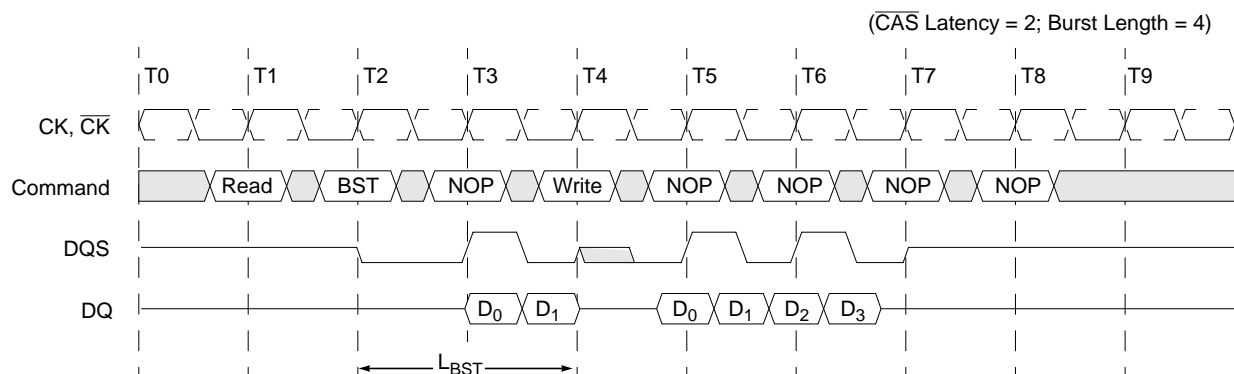 (CAS Latency = 2; Burst Length = 4)
T0 T1 T2 T3 T4 T5 T6 T7 T8 T9
CK, CK
Command Read BST NOP Write NOP NOP NOP NOP
DQS
DQ D0 D1 D0 D1 D2 D3
LBST